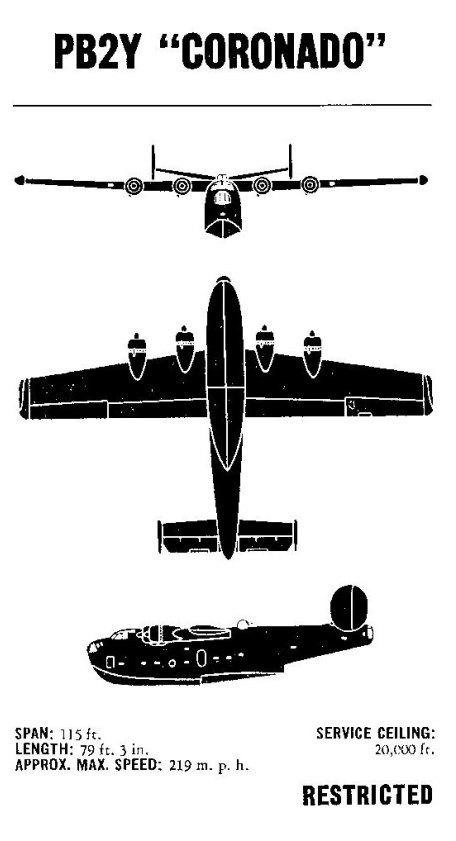 PB2Y "CORONADO"
SPAN: 115 ft.
LENGTH: 79 ft. 3 in.
APPROX. MAX. SPEED: 219 m. p. h.
SERVICE CEILING:
20,000 ft.
RESTRICTED